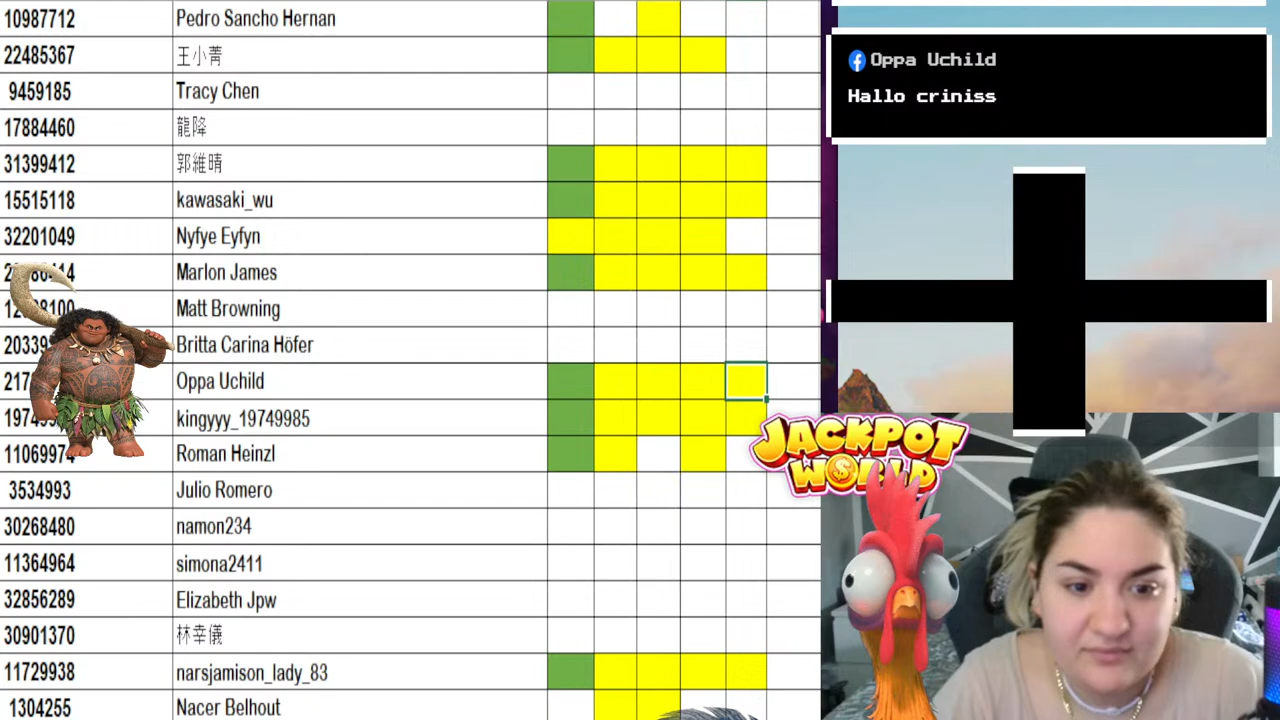 10987712 Pedro Sancho Hernan
22485367 王小菁
9459185 Tracy Chen
17884460 龍降
31399412 郭維晴
15515118 kawasaki_wu
32201049 Nyfye Eyfyn
Marlon James
Matt Browning
Britta Carina Höfer
Oppa Uchild
kingyyy_19749985
11069974 Roman Heinzl
3534993 Julio Romero
30268480 namon234
11364964 simona2411
32856289 Elizabeth Jpw
30901370 林幸儀
11729938 narsjamison_lady_83
1304255 Nacer Belhout
Oppa Uchild
Hallo criniss
JACKPOT
WORLD